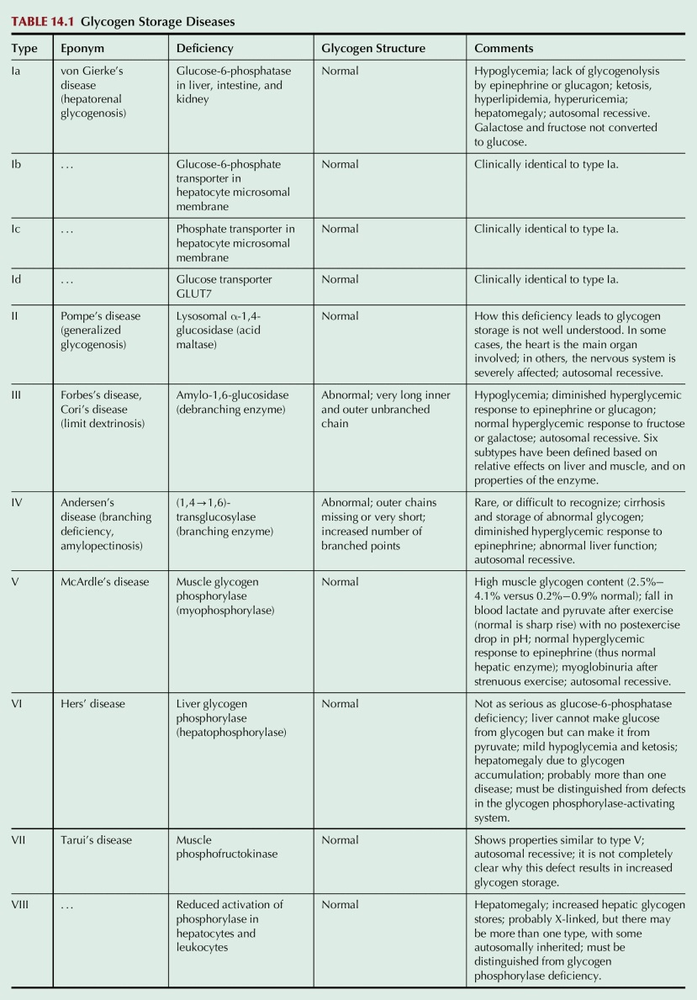 TABLE 14.1 Glycogen Storage Diseases
Type Eponym Deficiency Glycogen Structure Comments
Ia
von Gierke’s
disease
(hepatorenal
glycogenosis)
Glucose-6-phosphatase
in liver, intestine, and
kidney
Normal
Hypoglycemia; lack of glycogenolysis
by epinephrine or glucagon; ketosis,
hyperlipidemia, hyperuricemia;
hepatomegaly; autosomal recessive.
Galactose and fructose not converted
to glucose.
Ib
...
Glucose-6-phosphate
transporter in
hepatocyte microsomal
membrane
Normal
Clinically identical to type Ia.
Ic
...
Phosphate transporter in
hepatocyte microsomal
membrane
Normal
Clinically identical to type Ia.
Id
...
Glucose transporter
GLUT7
Normal
Clinically identical to type Ia.
II
Pompe’s disease
(generalized
glycogenosis)
Lysosomal α-1,4-
glucosidase (acid
maltase)
Normal
How this deficiency leads to glycogen
storage is not well understood. In some
cases, the heart is the main organ
involved; in others, the nervous system is
severely affected; autosomal recessive.
III
Forbes’s disease,
Cori’s disease
(limit dextrinosis)
Amylo-1,6-glucosidase
(debranching enzyme)
Abnormal; very long inner
and outer unbranched
chain
Hypoglycemia; diminished hyperglycemic
response to epinephrine or glucagon;
normal hyperglycemic response to fructose
or galactose; autosomal recessive. Six
subtypes have been defined based on
relative effects on liver and muscle, and on
properties of the enzyme.
IV
Andersen’s
disease (branching
deficiency,
amylopectinosis)
(1,4→1,6)-
transglucosylase
(branching enzyme)
Abnormal; outer chains
missing or very short;
increased number of
branched points
Rare, or difficult to recognize; cirrhosis
and storage of abnormal glycogen;
diminished hyperglycemic response to
epinephrine; abnormal liver function;
autosomal recessive.
V
McArdle’s disease
Muscle glycogen
phosphorylase
(myophosphorylase)
Normal
High muscle glycogen content (2.5%–
4.1% versus 0.2%–0.9% normal); fall in
blood lactate and pyruvate after exercise
(normal is sharp rise) with no postexercise
drop in pH; normal hyperglycemic
response to epinephrine (thus normal
hepatic enzyme); myoglobinuria after
strenuous exercise; autosomal recessive.
VI
Hers’ disease
Liver glycogen
phosphorylase
(hepatophosphorylase)
Normal
Not as serious as glucose-6-phosphatase
deficiency; liver cannot make glucose
from glycogen but can make it from
pyruvate; mild hypoglycemia and ketosis;
hepatomegaly due to glycogen
accumulation; probably more than one
disease; must be distinguished from defects
in the glycogen phosphorylase-activating
system.
VII
Tarui’s disease
Muscle
phosphofructokinase
Normal
Shows properties similar to type V;
autosomal recessive; it is not completely
clear why this defect results in increased
glycogen storage.
VIII
...
Reduced activation of
phosphorylase in
hepatocytes and
leukocytes
Normal
Hepatomegaly; increased hepatic glycogen
stores; probably X-linked, but there may
be more than one type, with some
autosomally inherited; must be
distinguished from glycogen
phosphorylase deficiency.